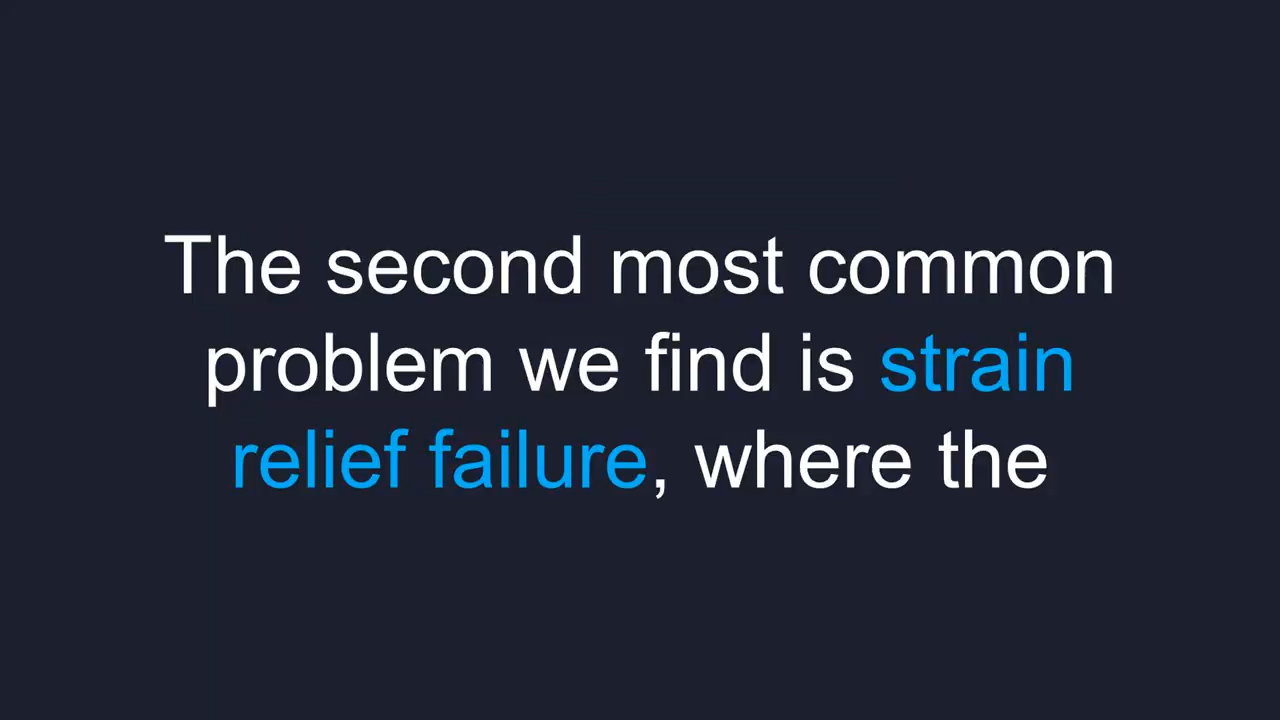 The second most common
problem we find is strain
relief failure, where the